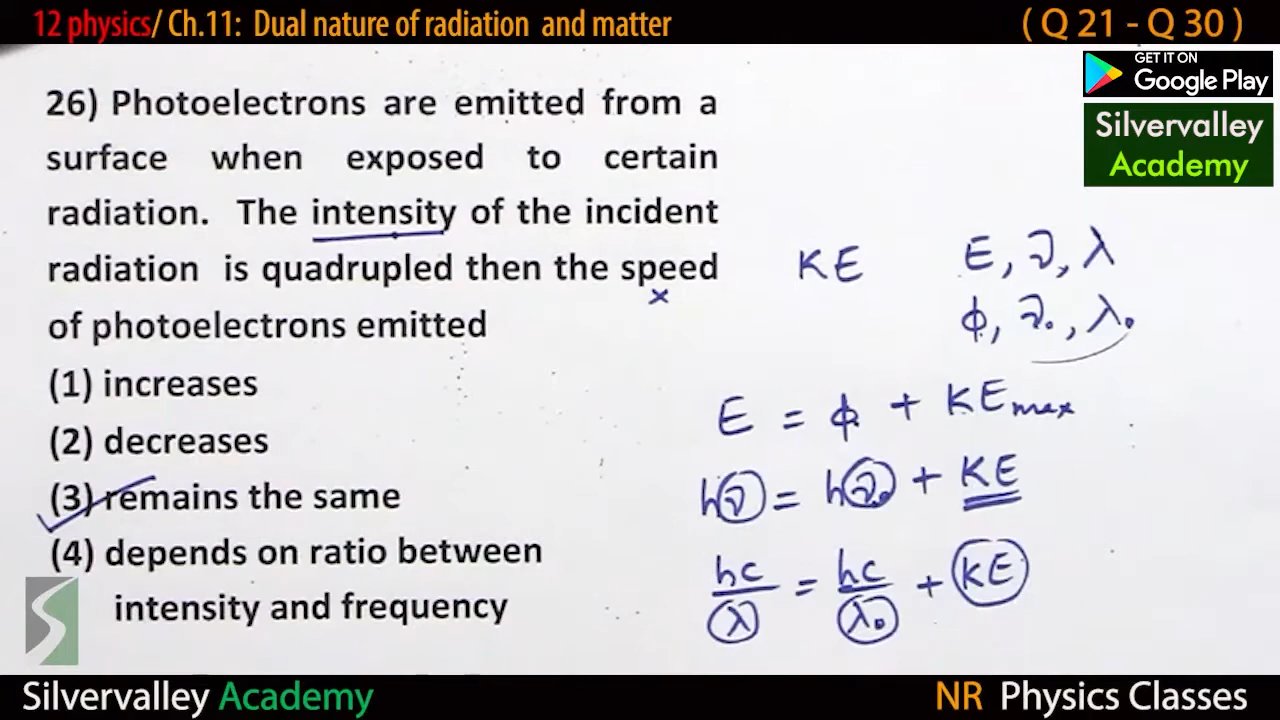 12 physics/ Ch.11: Dual nature of radiation and matter
( Q 21 - Q 30 )
GET IT ON
Google Play
Silvervalley
Academy
26) Photoelectrons are emitted from a
surface when exposed to certain
radiation. The intensity of the incident
radiation is quadrupled then the speed
of photoelectrons emitted
(1) increases
(2) decreases
(3) remains the same
(4) depends on ratio between
intensity and frequency
x
KE
E, ν, λ
ϕ, ν₀, λ₀
E = ϕ + KEmax
hν = hν₀ + KE
hc/λ = hc/λ₀ + KE
Silvervalley Academy
NR Physics Classes